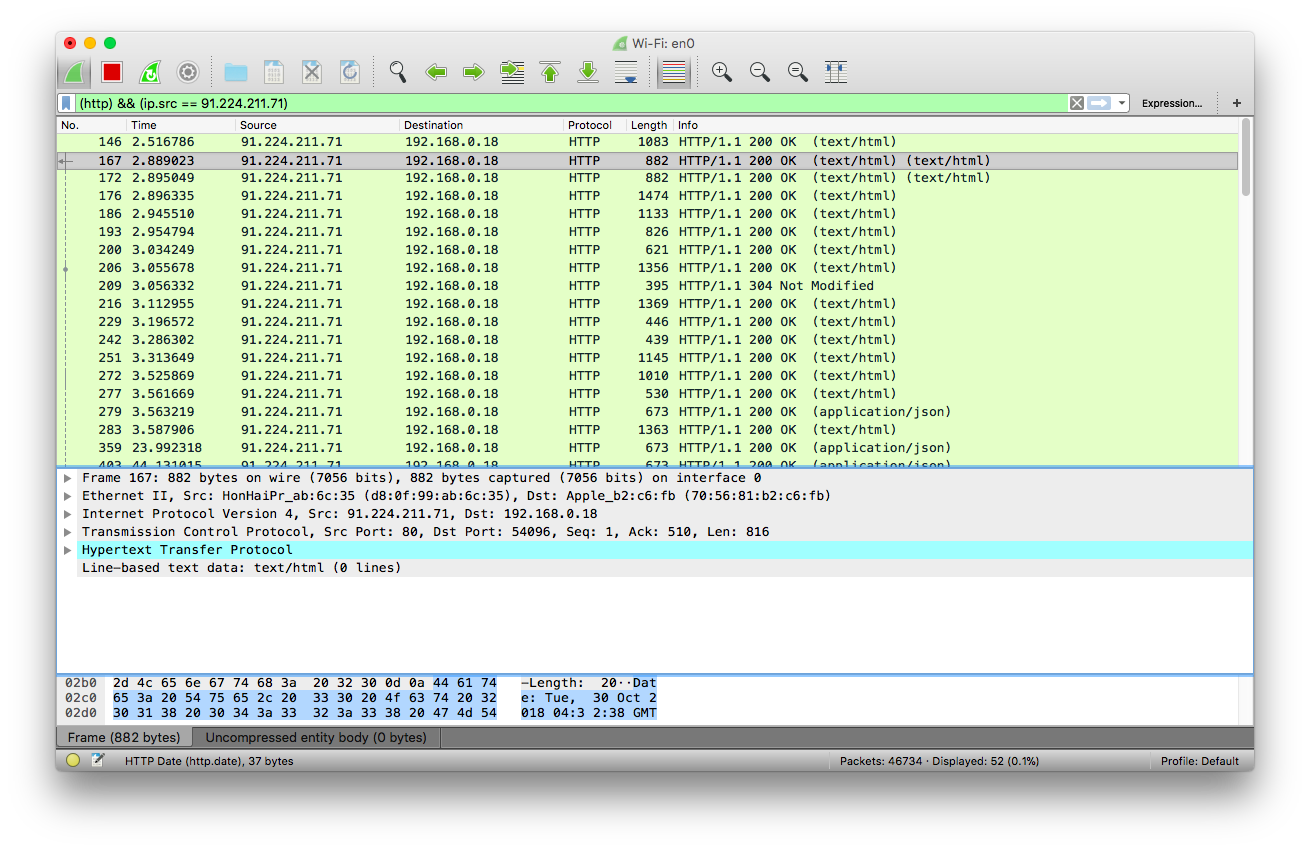 Wi-Fi: en0
(http) && (ip.src == 91.224.211.71) Expression... +
No. Time Source Destination Protocol Length Info
146 2.516786 91.224.211.71 192.168.0.18 HTTP 1083 HTTP/1.1 200 OK (text/html)
167 2.889023 91.224.211.71 192.168.0.18 HTTP 882 HTTP/1.1 200 OK (text/html) (text/html)
172 2.895049 91.224.211.71 192.168.0.18 HTTP 882 HTTP/1.1 200 OK (text/html) (text/html)
176 2.896335 91.224.211.71 192.168.0.18 HTTP 1474 HTTP/1.1 200 OK (text/html)
186 2.945510 91.224.211.71 192.168.0.18 HTTP 1133 HTTP/1.1 200 OK (text/html)
193 2.954794 91.224.211.71 192.168.0.18 HTTP 826 HTTP/1.1 200 OK (text/html)
200 3.034249 91.224.211.71 192.168.0.18 HTTP 621 HTTP/1.1 200 OK (text/html)
206 3.055678 91.224.211.71 192.168.0.18 HTTP 1356 HTTP/1.1 200 OK (text/html)
209 3.056332 91.224.211.71 192.168.0.18 HTTP 395 HTTP/1.1 304 Not Modified
216 3.112955 91.224.211.71 192.168.0.18 HTTP 1369 HTTP/1.1 200 OK (text/html)
229 3.196572 91.224.211.71 192.168.0.18 HTTP 446 HTTP/1.1 200 OK (text/html)
242 3.286302 91.224.211.71 192.168.0.18 HTTP 439 HTTP/1.1 200 OK (text/html)
251 3.313649 91.224.211.71 192.168.0.18 HTTP 1145 HTTP/1.1 200 OK (text/html)
272 3.525869 91.224.211.71 192.168.0.18 HTTP 1010 HTTP/1.1 200 OK (text/html)
277 3.561669 91.224.211.71 192.168.0.18 HTTP 530 HTTP/1.1 200 OK (text/html)
279 3.563219 91.224.211.71 192.168.0.18 HTTP 673 HTTP/1.1 200 OK (application/json)
283 3.587906 91.224.211.71 192.168.0.18 HTTP 1363 HTTP/1.1 200 OK (text/html)
359 23.992318 91.224.211.71 192.168.0.18 HTTP 673 HTTP/1.1 200 OK (application/json)
403 44.131015 91.224.211.71 192.168.0.18 HTTP 673 HTTP/1.1 200 OK (application/json)
Frame 167: 882 bytes on wire (7056 bits), 882 bytes captured (7056 bits) on interface 0
Ethernet II, Src: HonHaiPr_ab:6c:35 (d8:0f:99:ab:6c:35), Dst: Apple_b2:c6:fb (70:56:81:b2:c6:fb)
Internet Protocol Version 4, Src: 91.224.211.71, Dst: 192.168.0.18
Transmission Control Protocol, Src Port: 80, Dst Port: 54096, Seq: 1, Ack: 510, Len: 816
Hypertext Transfer Protocol
Line-based text data: text/html (0 lines)
02b0 2d 4c 65 6e 67 74 68 3a 20 32 30 0d 0a 44 61 74 -Length: 20··Dat
02c0 65 3a 20 54 75 65 2c 20 33 30 20 4f 63 74 20 32 e: Tue, 30 Oct 2
02d0 30 31 38 20 30 34 3a 33 32 3a 33 38 20 47 4d 54 018 04:3 2:38 GMT
Frame (882 bytes) Uncompressed entity body (0 bytes)
HTTP Date (http.date), 37 bytes Packets: 46734 · Displayed: 52 (0.1%) Profile: Default